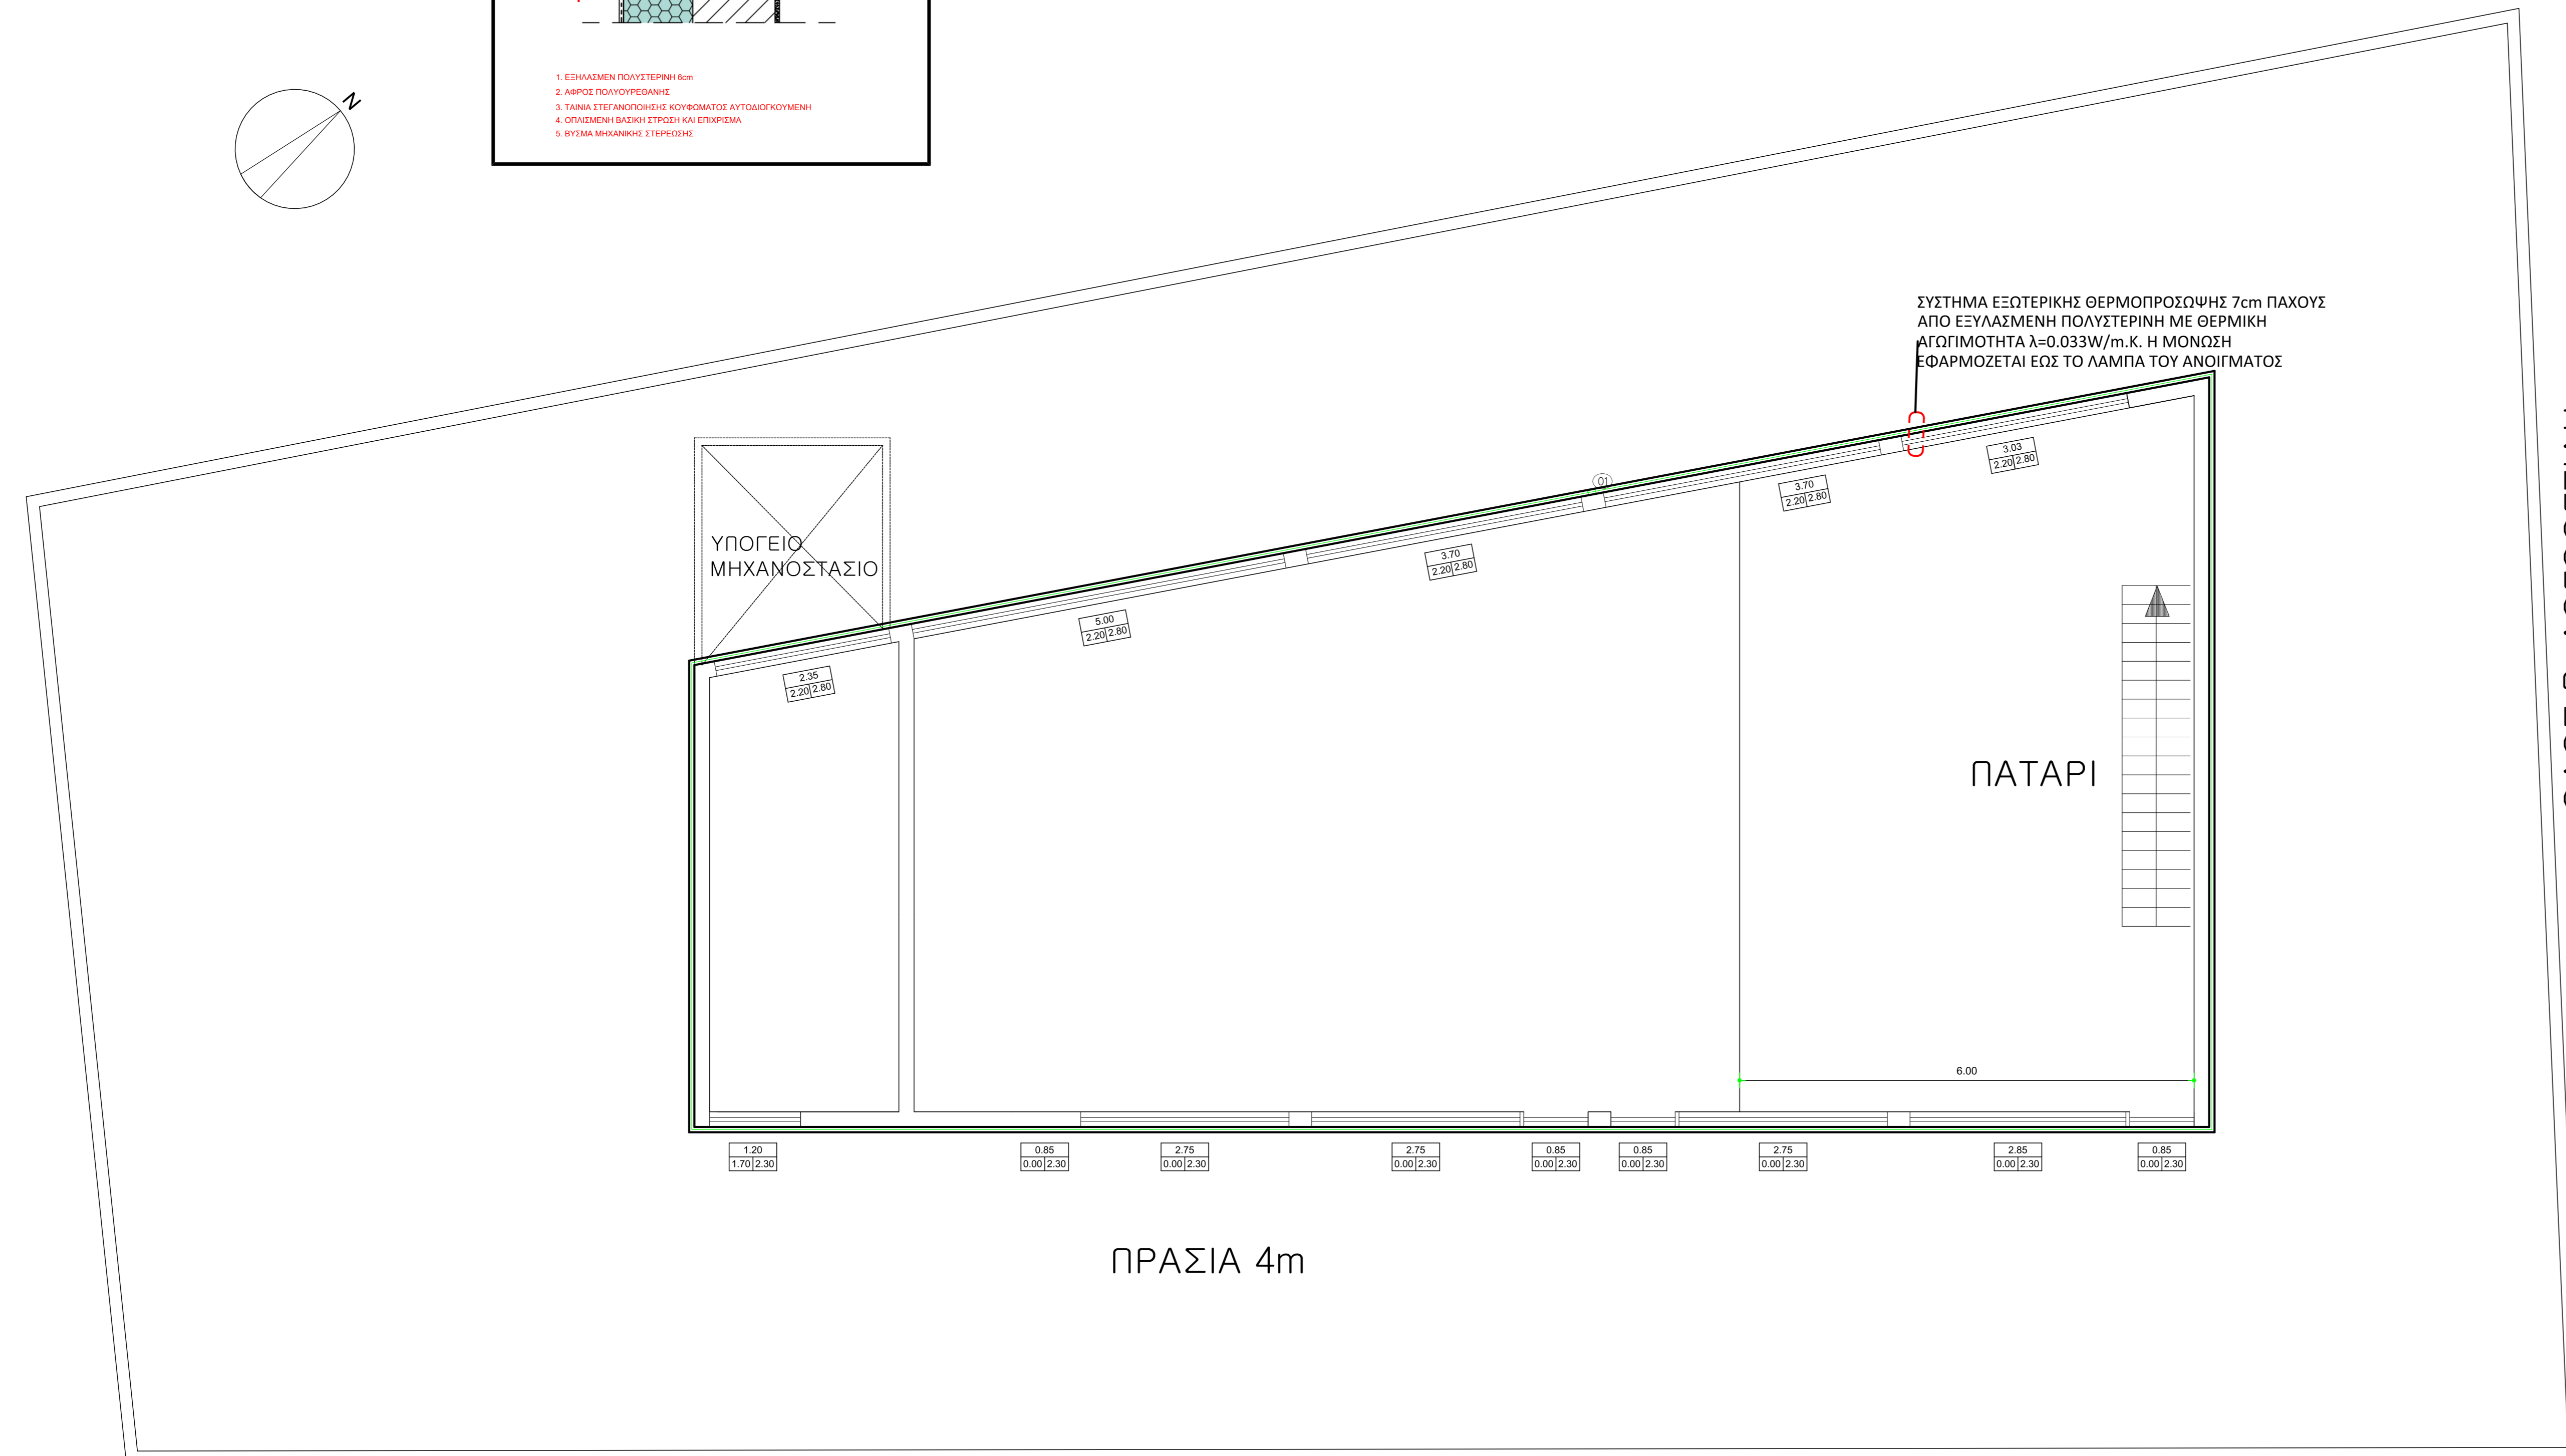 1. ΕΞΗΛΑΣΜΕΝ ΠΟΛΥΣΤΕΡΙΝΗ 6cm
2. ΑΦΡΟΣ ΠΟΛΥΟΥΡΕΘΑΝΗΣ
3. ΤΑΙΝΙΑ ΣΤΕΓΑΝΟΠΟΙΗΣΗΣ ΚΟΥΦΩΜΑΤΟΣ ΑΥΤΟΔΙΟΓΚΟΥΜΕΝΗ
4. ΟΠΛΙΣΜΕΝΗ ΒΑΣΙΚΗ ΣΤΡΩΣΗ ΚΑΙ ΕΠΙΧΡΙΣΜΑ
5. ΒΥΣΜΑ ΜΗΧΑΝΙΚΗΣ ΣΤΕΡΕΩΣΗΣ
N
ΣΥΣΤΗΜΑ ΕΞΩΤΕΡΙΚΗΣ ΘΕΡΜΟΠΡΟΣΩΨΗΣ 7cm ΠΑΧΟΥΣ
ΑΠΟ ΕΞΥΛΑΣΜΕΝΗ ΠΟΛΥΣΤΕΡΙΝΗ ΜΕ ΘΕΡΜΙΚΗ
ΑΓΩΓΙΜΟΤΗΤΑ λ=0.033W/m.K. Η ΜΟΝΩΣΗ
ΕΦΑΡΜΟΖΕΤΑΙ ΕΩΣ ΤΟ ΛΑΜΠΑ ΤΟΥ ΑΝΟΙΓΜΑΤΟΣ
3.03
2.20 2.80
01
3.70
2.20 2.80
ΥΠΟΓΕΙΟ
ΜΗΧΑΝΟΣΤΑΣΙΟ
3.70
2.20 2.80
5.00
2.20 2.80
2.35
2.20 2.80
ΠΑΤΑΡΙ
6.00
1.20
1.70 2.30
0.85
0.00 2.30
2.75
0.00 2.30
2.75
0.00 2.30
0.85
0.00 2.30
0.85
0.00 2.30
2.75
0.00 2.30
2.85
0.00 2.30
0.85
0.00 2.30
ΠΡΑΣΙΑ 4m